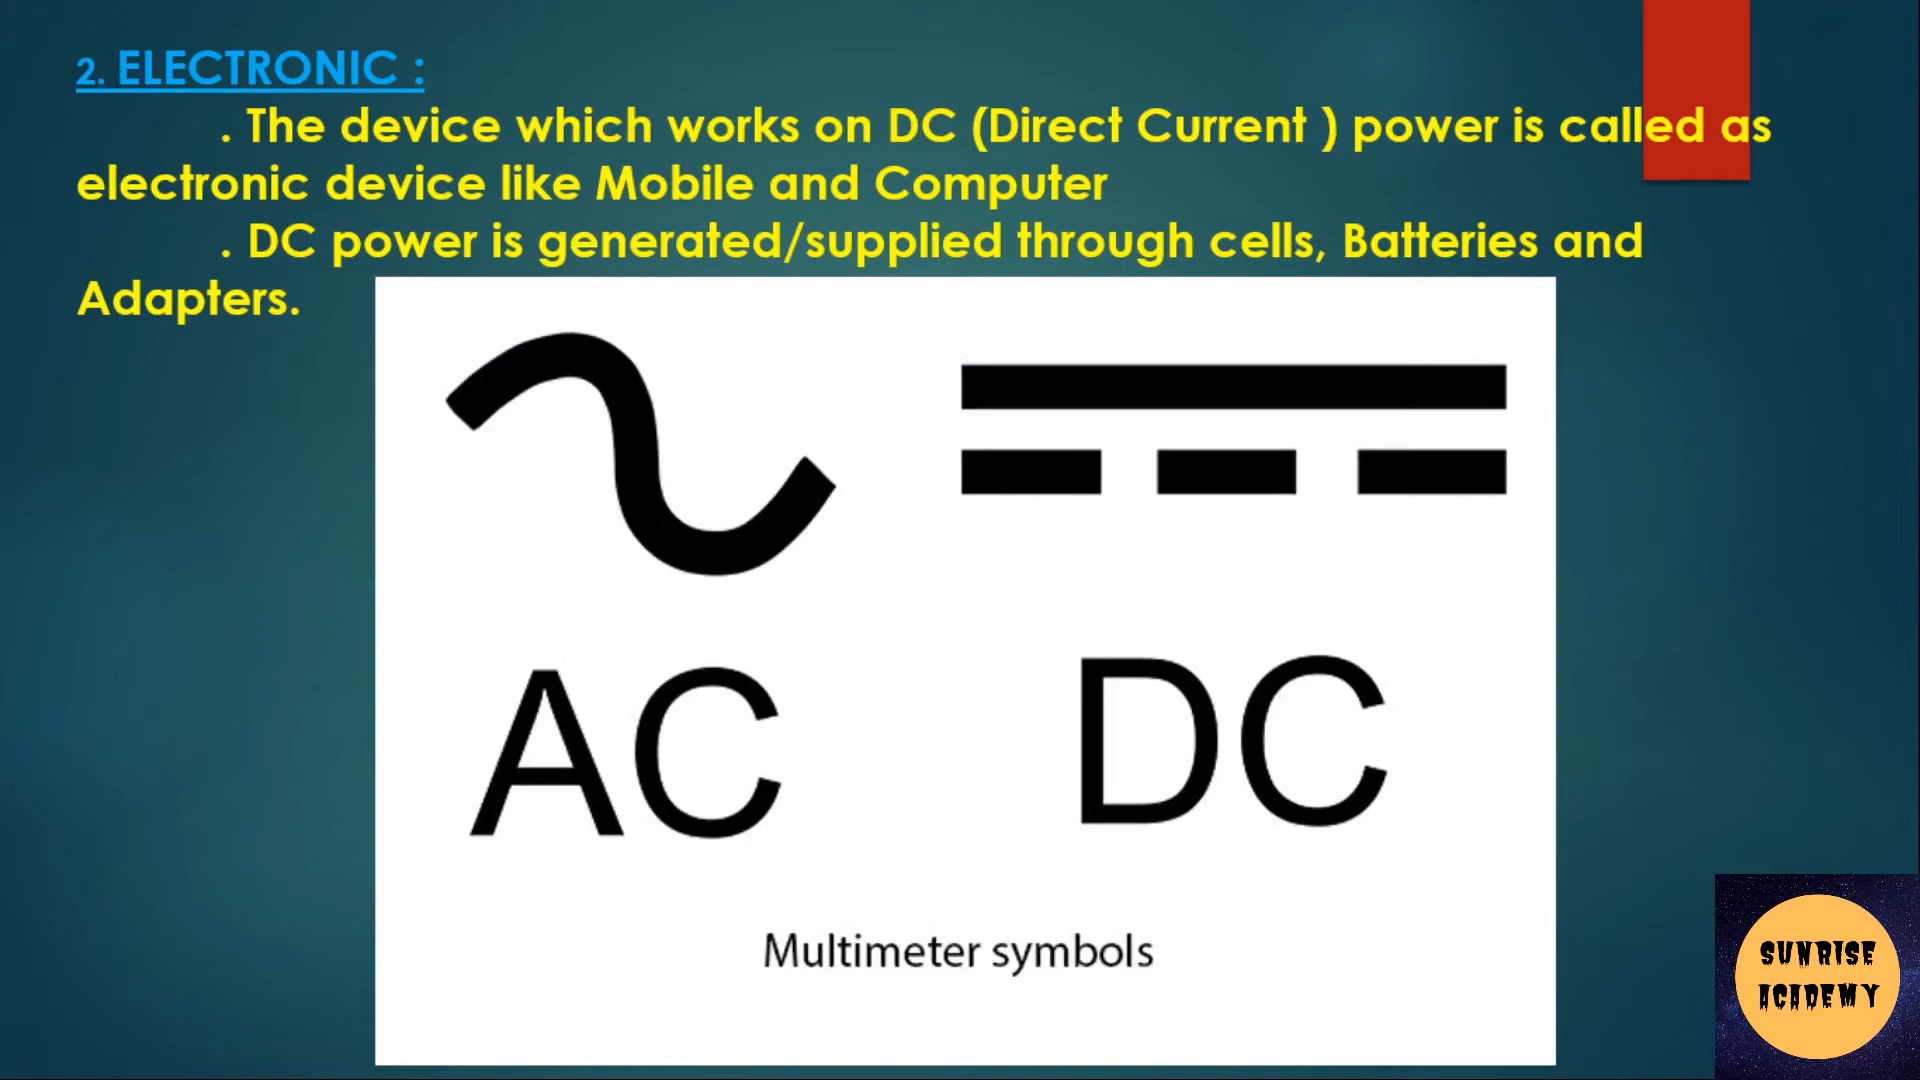 2. ELECTRONIC :
. The device which works on DC (Direct Current ) power is called as
electronic device like Mobile and Computer
. DC power is generated/supplied through cells, Batteries and
Adapters.
AC
DC
Multimeter symbols
SUNRISE
ACADEMY